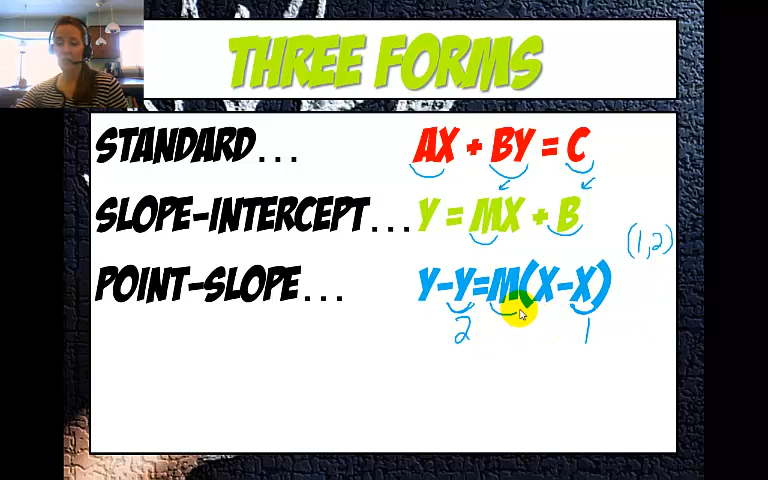 THREE FORMS
STANDARD... AX + BY = C
SLOPE-INTERCEPT... Y = MX + B
(1,2)
POINT-SLOPE... Y-Y=M(X-X)
2 1